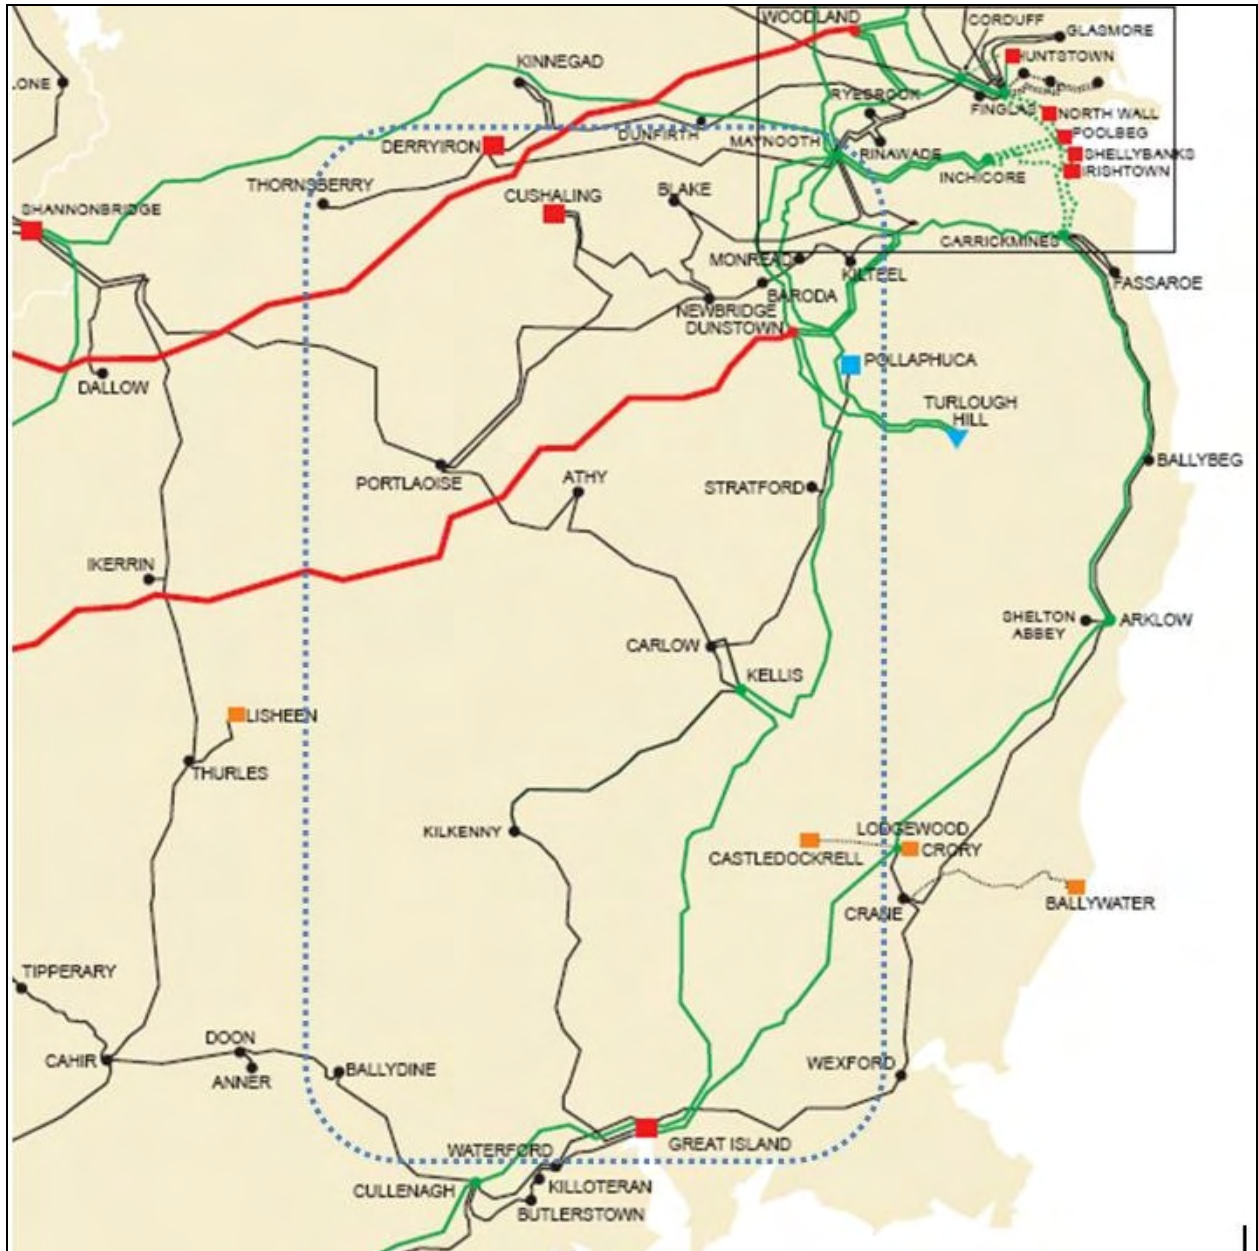 WOODLAND
CORDUFF
GLASMORE
HUNTSTOWN
KINNEGAD
LONE
RYEBROOK
FINGLAS
NORTH WALL
DUNFIRTH
POOLBEG
DERRYIRON
MAYNOOTH
RINAWADE
SHELLYBANKS
IRISHTOWN
INCHICORE
THORNSBERRY
CUSHALING
BLAKE
SHANNONBRIDGE
CARRICKMINES
MONREAD
KILTEEL
FASSAROE
BARODA
NEWBRIDGE
DUNSTOWN
POLLAPHUCA
DALLOW
TURLOUGH
HILL
BALLYBEG
PORTLAOISE
ATHY
STRATFORD
IKERRIN
SHELTON
ABBEY
ARKLOW
CARLOW
KELLIS
LISHEEN
THURLES
KILKENNY
LODGEWOOD
CASTLEDOCKRELL
CRORY
CRANE
BALLYWATER
TIPPERARY
DOON
CAHIR
ANNER
BALLYDINE
WEXFORD
WATERFORD
GREAT ISLAND
CULLENAGH
KILLOTERAN
BUTLERSTOWN